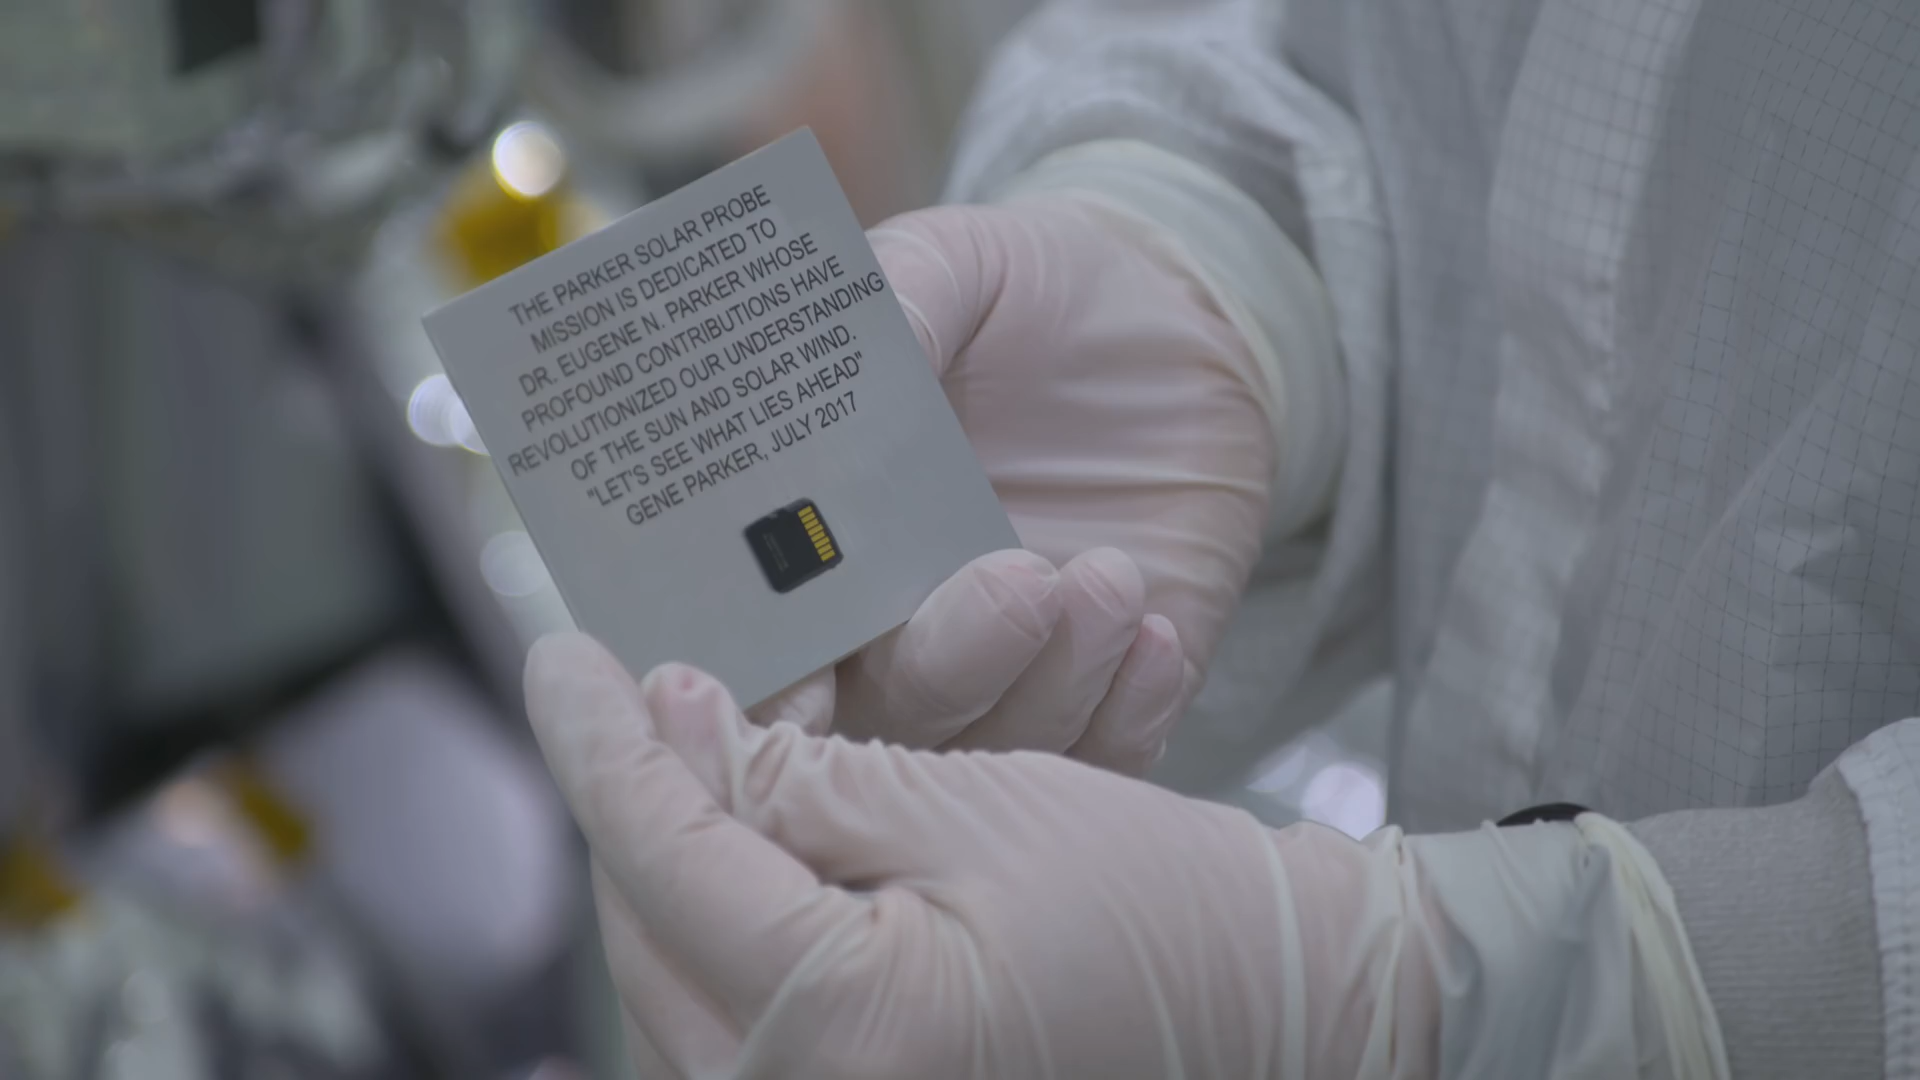 THE PARKER SOLAR PROBE
MISSION IS DEDICATED TO
DR. EUGENE N. PARKER WHOSE
PROFOUND CONTRIBUTIONS HAVE
REVOLUTIONIZED OUR UNDERSTANDING
OF THE SUN AND SOLAR WIND.
"LET'S SEE WHAT LIES AHEAD"
GENE PARKER, JULY 2017